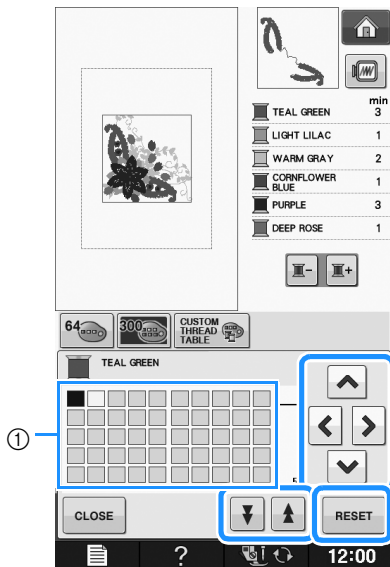 min
TEAL GREEN 3
LIGHT LILAC 1
WARM GRAY 2
CORNFLOWER
BLUE 1
PURPLE 3
DEEP ROSE 1
- +
64 300 CUSTOM
THREAD
TABLE
TEAL GREEN
①
CLOSE RESET
? 12:00